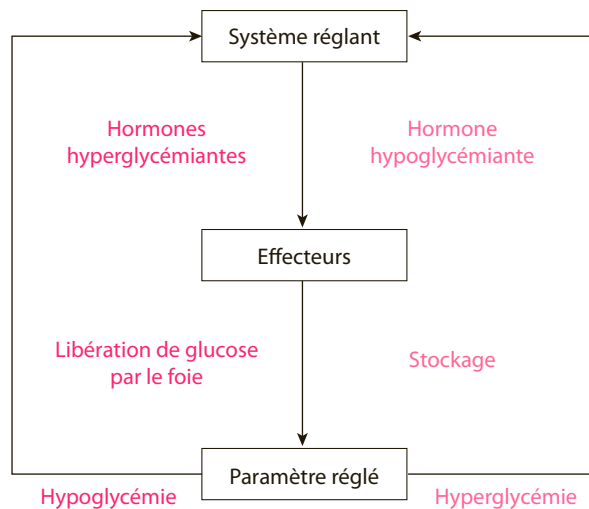 Système réglant
Hormones
hyperglycémiantes
Hormone
hypoglycémiante
Effecteurs
Libération de glucose
par le foie
Stockage
Paramètre réglé
Hypoglycémie
Hyperglycémie